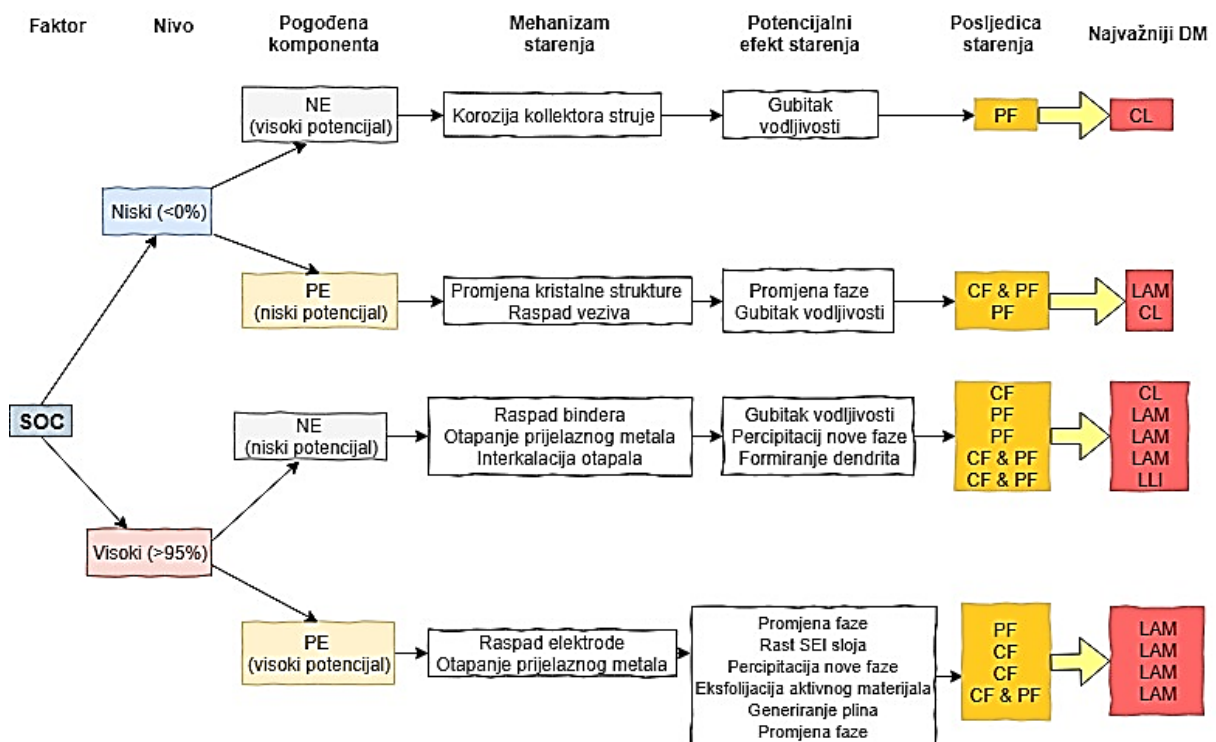 Faktor
Nivo
Pogođena
komponenta
Mehanizam
starenja
Potencijalni
efekt starenja
Posljedica
starenja
Najvažniji DM
NE
(visoki potencijal)
Korozija kollektora struje
Gubitak
vodljivosti
PF
CL
Niski (<0%)
PE
(niski potencijal)
Promjena kristalne strukture
Raspad veziva
Promjena faze
Gubitak vodljivosti
CF & PF
PF
LAM
CL
SOC
NE
(niski potencijal)
Raspad bindera
Otapanje prijelaznog metala
Interkalacija otapala
Gubitak vodljivosti
Percipitacij nove faze
Formiranje dendrita
CF
PF
PF
CF & PF
CF & PF
CL
LAM
LAM
LAM
LLI
Visoki (>95%)
PE
(visoki potencijal)
Raspad elektrode
Otapanje prijelaznog metala
Promjena faze
Rast SEI sloja
Percipitacija nove faze
Eksfolijacija aktivnog materijala
Generiranje plina
Promjena faze
PF
CF
CF
CF & PF
LAM
LAM
LAM
LAM